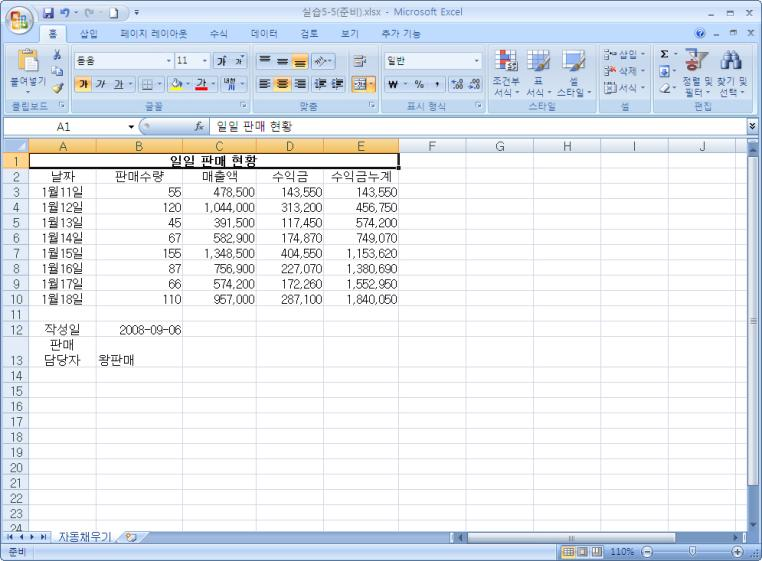 실습5-5(준비).xlsx - Microsoft Excel
홈 삽입 페이지 레이아웃 수식 데이터 검토 보기 추가 기능
붙여넣기
클립보드
돋움 11
가 가 가 가 가
글꼴
맞춤
일반
표시 형식
조건부 서식
표 서식
셀 스타일
스타일
삽입
삭제
서식
셀
정렬 및 필터
찾기 및 선택
편집
A1 fx 일일 판매 현황
A B C D E F G H I J
1 일일 판매 현황
2 날짜 판매수량 매출액 수익금 수익금누계
3 1월11일 55 478,500 143,550 143,550
4 1월12일 120 1,044,000 313,200 456,750
5 1월13일 45 391,500 117,450 574,200
6 1월14일 67 582,900 174,870 749,070
7 1월15일 155 1,348,500 404,550 1,153,620
8 1월16일 87 756,900 227,070 1,380,690
9 1월17일 66 574,200 172,260 1,552,950
10 1월18일 110 957,000 287,100 1,840,050
11
12 작성일 2008-09-06
판매
13 담당자 왕판매
14
15
16
17
18
19
20
21
22
23
24
자동채우기
준비 110%